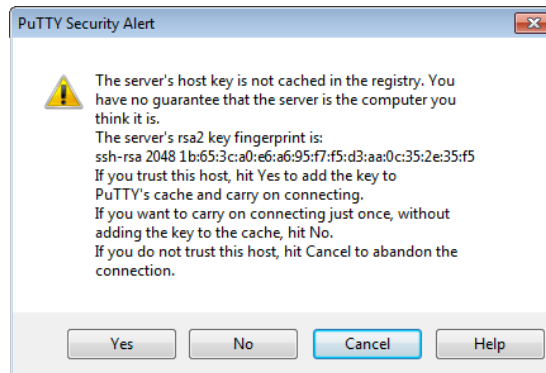 PuTTY Security Alert
The server's host key is not cached in the registry. You
have no guarantee that the server is the computer you
think it is.
The server's rsa2 key fingerprint is:
ssh-rsa 2048 1b:65:3c:a0:e6:a6:95:f7:f5:d3:aa:0c:35:2e:35:f5
If you trust this host, hit Yes to add the key to
PuTTY's cache and carry on connecting.
If you want to carry on connecting just once, without
adding the key to the cache, hit No.
If you do not trust this host, hit Cancel to abandon the
connection.
Yes No Cancel Help